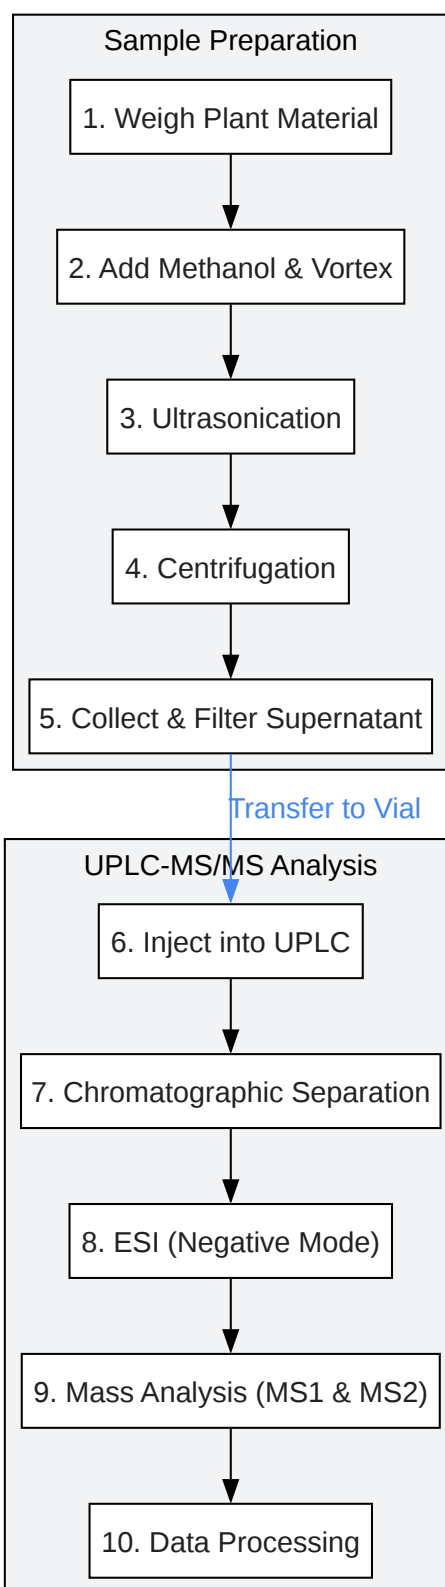 Sample Preparation
1. Weigh Plant Material
2. Add Methanol & Vortex
3. Ultrasonication
4. Centrifugation
5. Collect & Filter Supernatant
Transfer to Vial
UPLC-MS/MS Analysis
6. Inject into UPLC
7. Chromatographic Separation
8. ESI (Negative Mode)
9. Mass Analysis (MS1 & MS2)
10. Data Processing